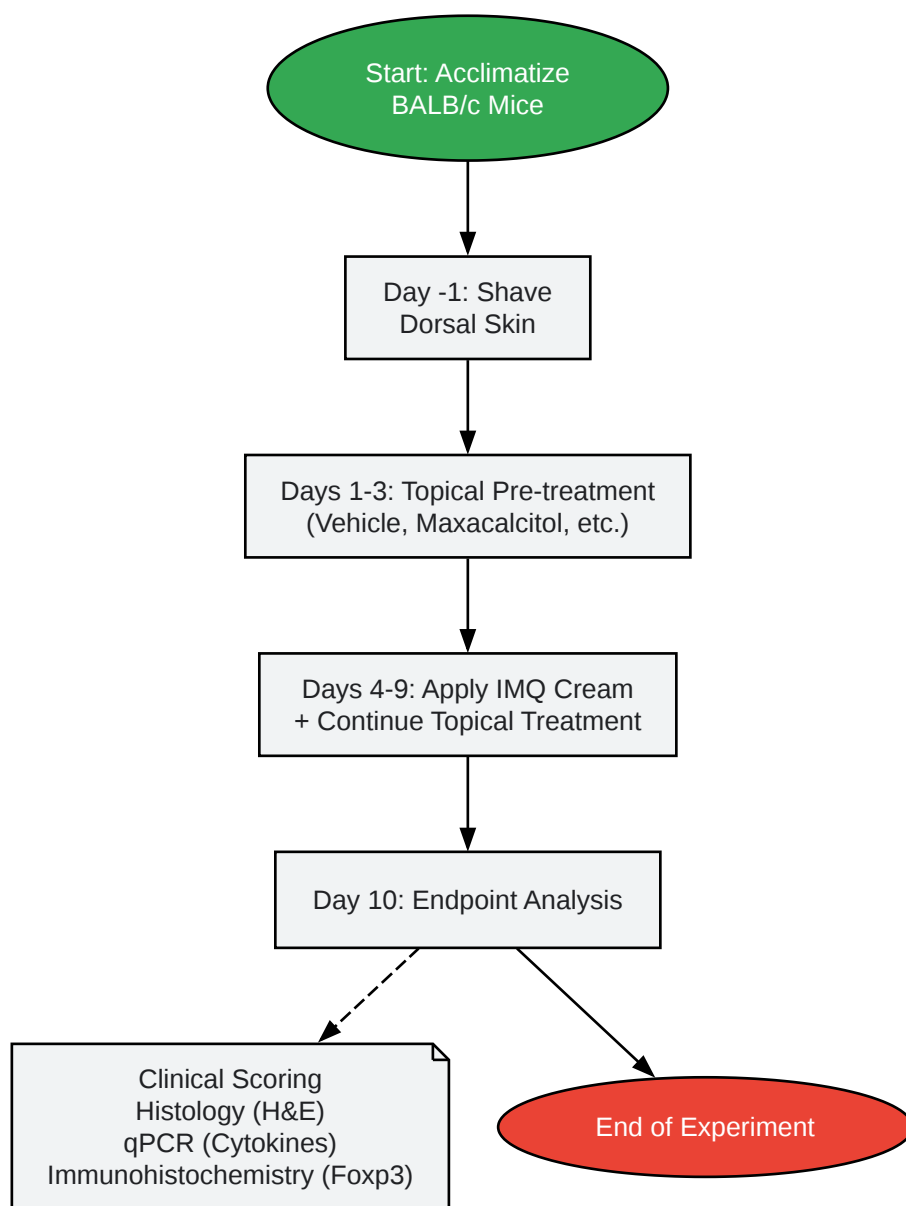 Start: Acclimatize
BALB/c Mice
Day -1: Shave
Dorsal Skin
Days 1-3: Topical Pre-treatment
(Vehicle, Maxacalcitol, etc.)
Days 4-9: Apply IMQ Cream
+ Continue Topical Treatment
Day 10: Endpoint Analysis
Clinical Scoring
Histology (H&E)
qPCR (Cytokines)
Immunohistochemistry (Foxp3)
End of Experiment